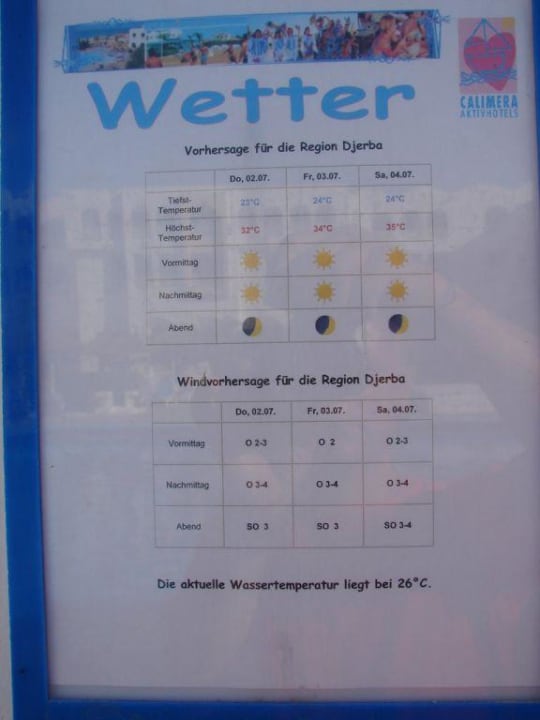 Wetter
CALIMERA
AKTIVHOTELS
Vorhersage für die Region Djerba
Do, 02.07. Fr, 03.07. Sa, 04.07.
Tiefst-
Temperatur 23°C 24°C 24°C
Höchst-
Temperatur 32°C 34°C 35°C
Vormittag
Nachmittag
Abend
Windvorhersage für die Region Djerba
Do, 02.07. Fr, 03.07. Sa, 04.07.
Vormittag O 2-3 O 2 O 2-3
Nachmittag O 3-4 O 3-4 O 3-4
Abend SO 3 SO 3 SO 3-4
Die aktuelle Wassertemperatur liegt bei 26°C.